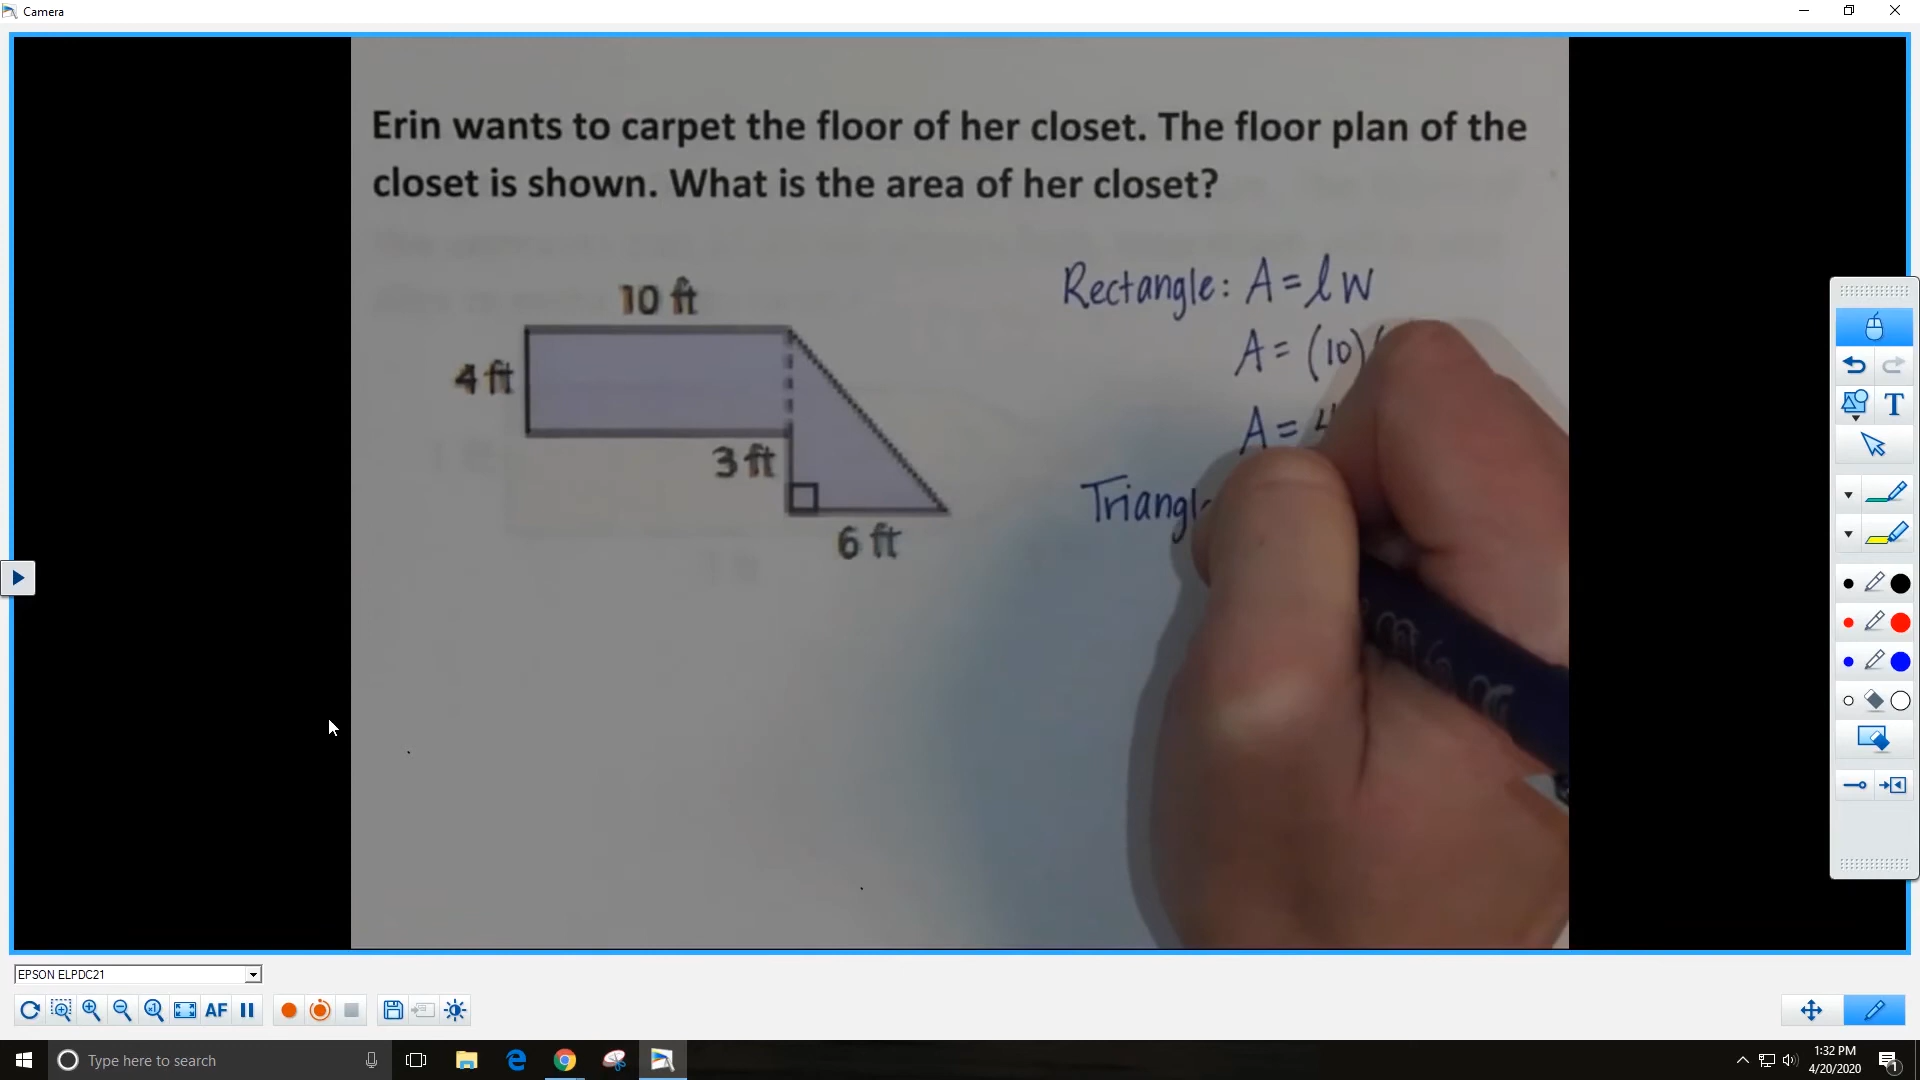 Camera
Erin wants to carpet the floor of her closet. The floor plan of the
closet is shown. What is the area of her closet?
10 ft
4 ft
3 ft
6 ft
Rectangle: A = l w
A = (10)(
A = 4
Triangl
T
EPSON ELPDC21
AF
Type here to search
1:32 PM
4/20/2020
1